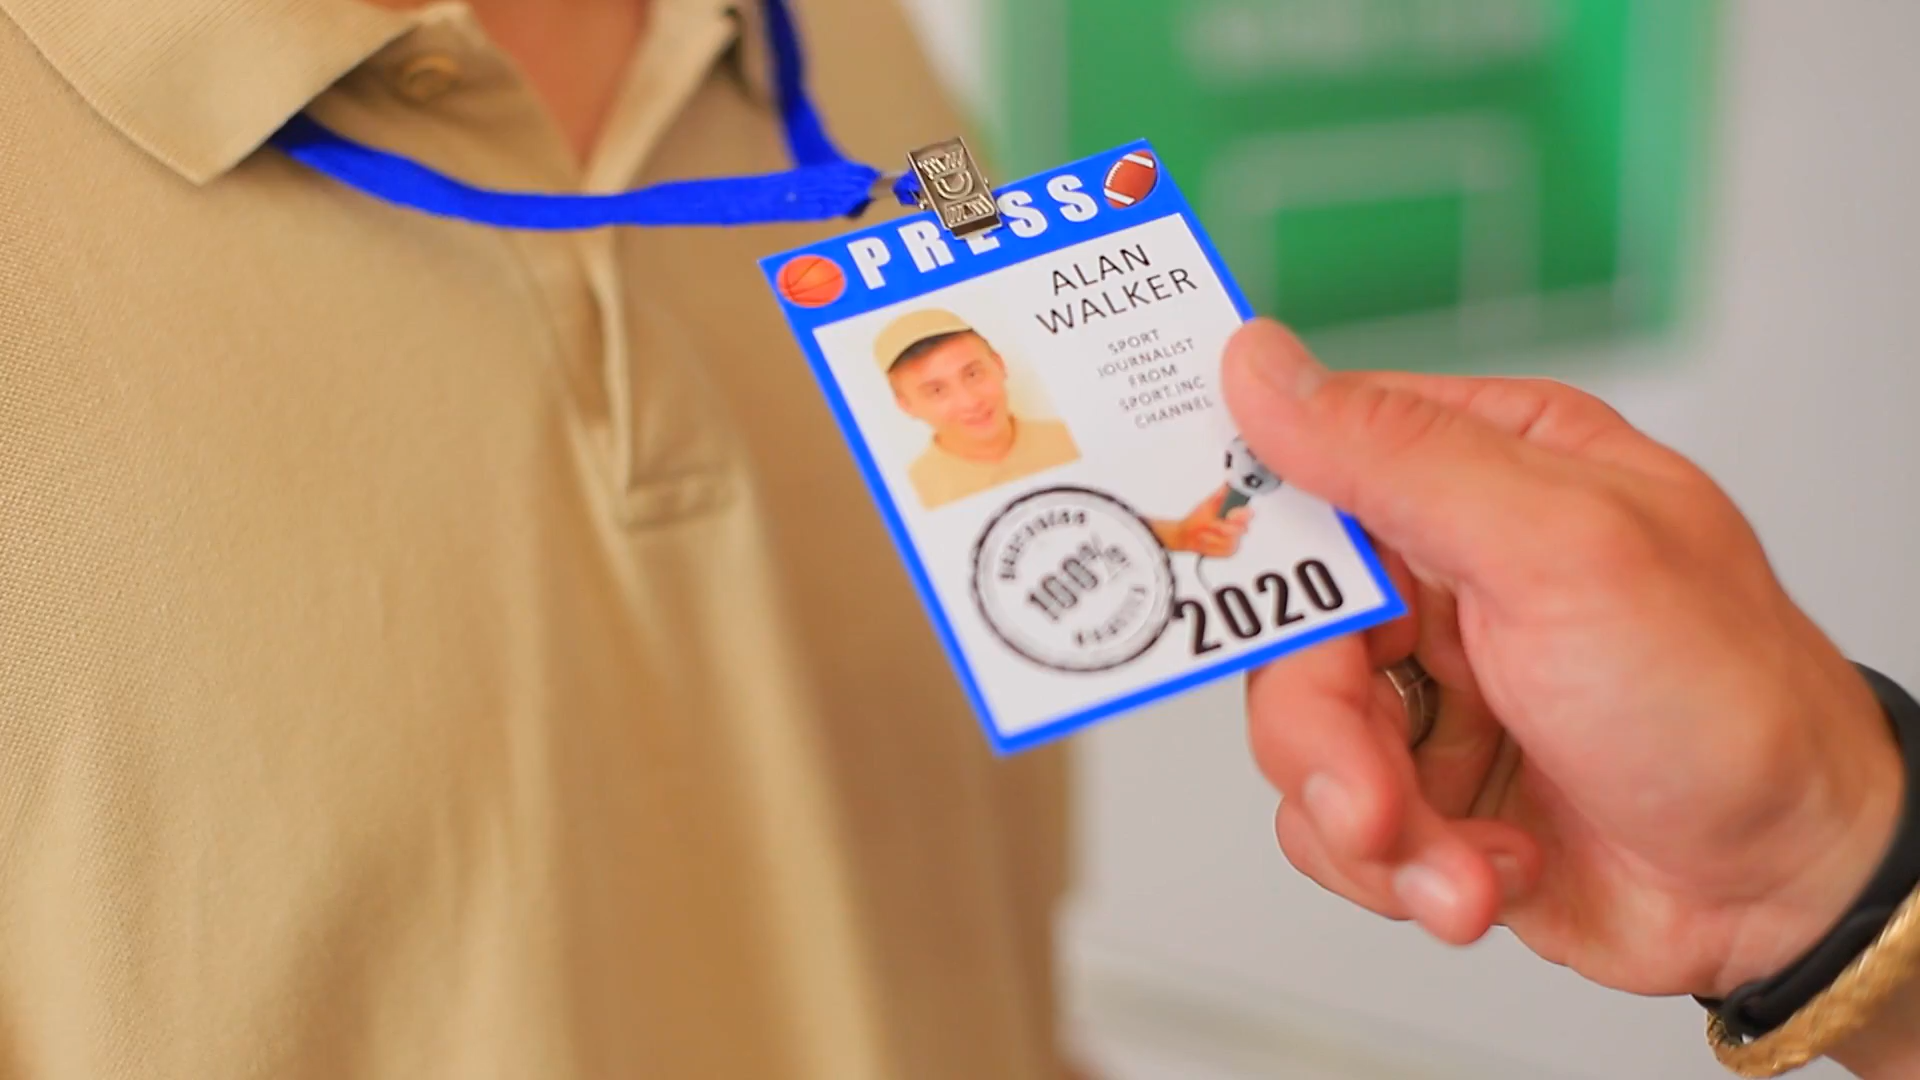 PRESS
ALAN
WALKER
SPORT
JOURNALIST
FROM
SPORT.INC
CHANNEL
100%
2020